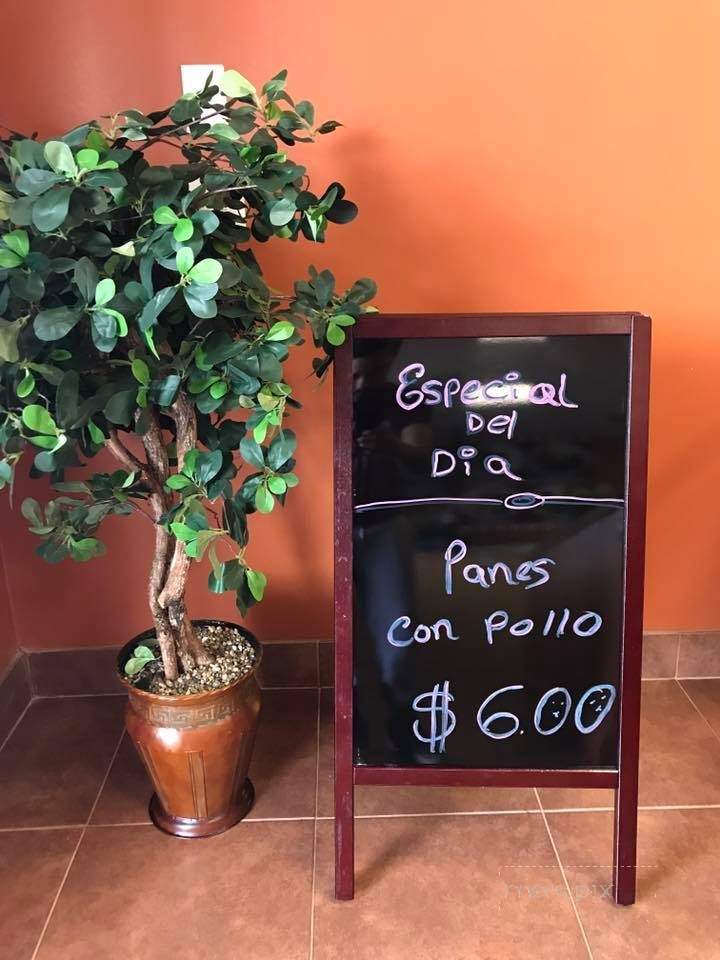 Especial
Del
Dia
Panes
con pollo
$6.00